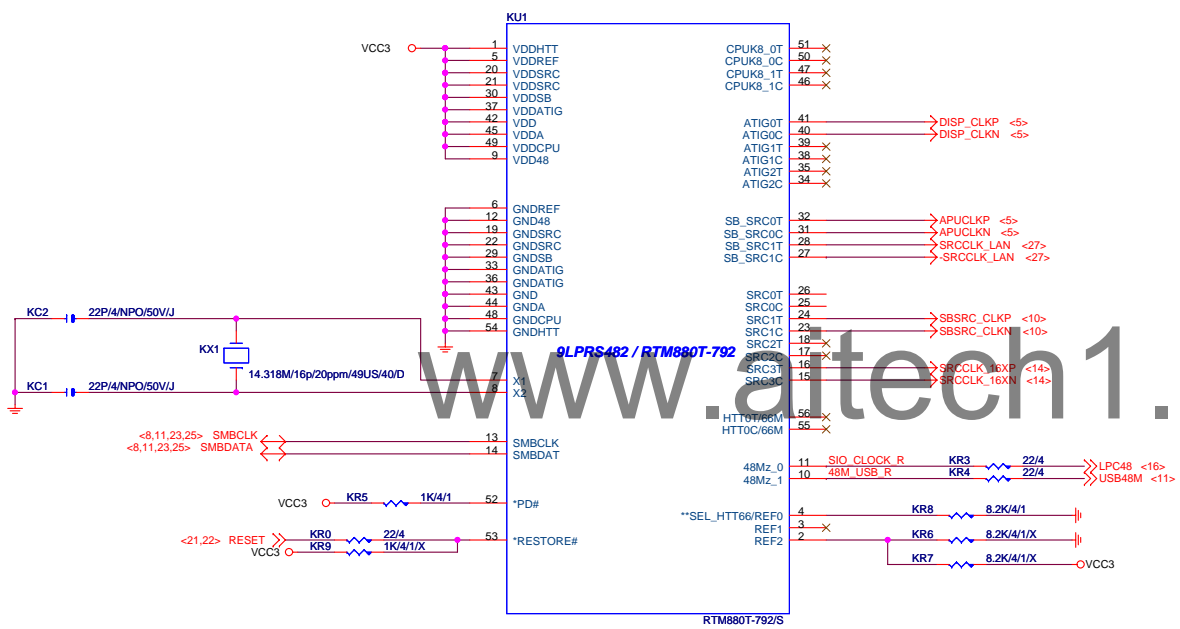 KU1
VCC3
1 VDDHTT
5 VDDREF
20 VDDSRC
21 VDDSRC
30 VDDSB
37 VDDATIG
42 VDD
45 VDDA
49 VDDCPU
9 VDD48
6 GNDREF
12 GND48
19 GNDSRC
22 GNDSRC
29 GNDSB
33 GNDATIG
36 GNDATIG
43 GND
44 GNDA
48 GNDCPU
54 GNDHTT
KC2 22P/4/NPO/50V/J
KX1
14.318M/16p/20ppm/49US/40/D
KC1 22P/4/NPO/50V/J
7 X1
8 X2
<8,11,23,25> SMBCLK 13 SMBCLK
<8,11,23,25> SMBDATA 14 SMBDAT
VCC3 KR5 1K/4/1 52 *PD#
<21,22> RESET KR0 22/4 53 *RESTORE#
VCC3 KR9 1K/4/1/X
9LPRS482 / RTM880T-792
www.aitech1.
CPUK8_0T 51
CPUK8_0C 50
CPUK8_1T 47
CPUK8_1C 46
ATIG0T 41 DISP_CLKP <5>
ATIG0C 40 DISP_CLKN <5>
ATIG1T 39
ATIG1C 38
ATIG2T 35
ATIG2C 34
SB_SRC0T 32 APUCLKP <5>
SB_SRC0C 31 APUCLKN <5>
SB_SRC1T 28 SRCCLK_LAN <27>
SB_SRC1C 27 -SRCCLK_LAN <27>
SRC0T 26
SRC0C 25
SRC1T 24 SBSRC_CLKP <10>
SRC1C 23 SBSRC_CLKN <10>
SRC2T 18
SRC2C 17
SRC3T 16 SRCCLK_16XP <14>
SRC3C 15 SRCCLK_16XN <14>
HTT0T/66M 56
HTT0C/66M 55
48Mz_0 11 SIO_CLOCK_R KR3 22/4 LPC48 <16>
48Mz_1 10 48M_USB_R KR4 22/4 USB48M <11>
**SEL_HTT66/REF0 4 KR8 8.2K/4/1
REF1 3
REF2 2 KR6 8.2K/4/1/X
KR7 8.2K/4/1/X VCC3
RTM880T-792/S